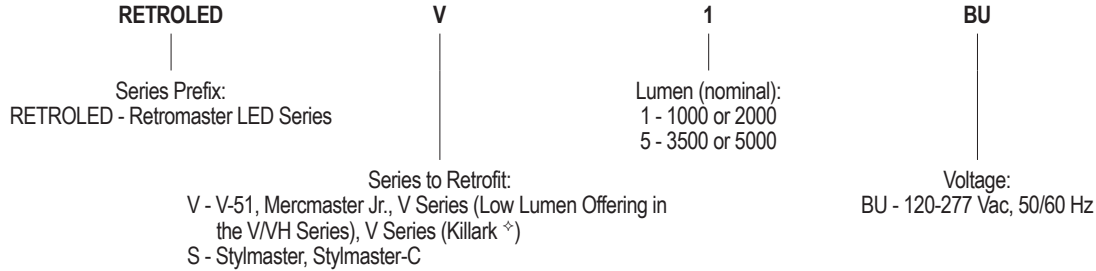 RETROLED V 1 BU
Series Prefix:
RETROLED - Retromaster LED Series
Lumen (nominal):
1 - 1000 or 2000
5 - 3500 or 5000
Series to Retrofit:
V - V-51, Mercmaster Jr., V Series (Low Lumen Offering in
the V/VH Series), V Series (Killark ✧)
S - Stylmaster, Stylmaster-C
Voltage:
BU - 120-277 Vac, 50/60 Hz